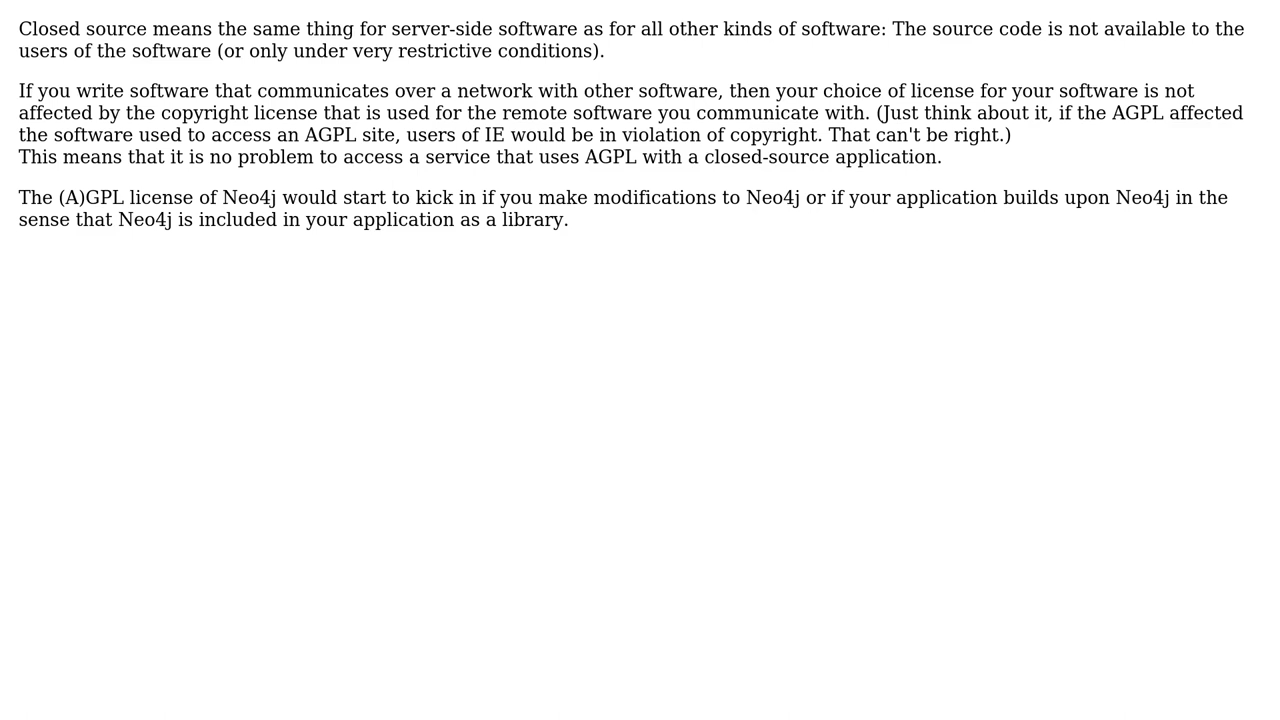 Closed source means the same thing for server-side software as for all other kinds of software: The source code is not available to the
users of the software (or only under very restrictive conditions).
If you write software that communicates over a network with other software, then your choice of license for your software is not
affected by the copyright license that is used for the remote software you communicate with. (Just think about it, if the AGPL affected
the software used to access an AGPL site, users of IE would be in violation of copyright. That can't be right.)
This means that it is no problem to access a service that uses AGPL with a closed-source application.
The (A)GPL license of Neo4j would start to kick in if you make modifications to Neo4j or if your application builds upon Neo4j in the
sense that Neo4j is included in your application as a library.